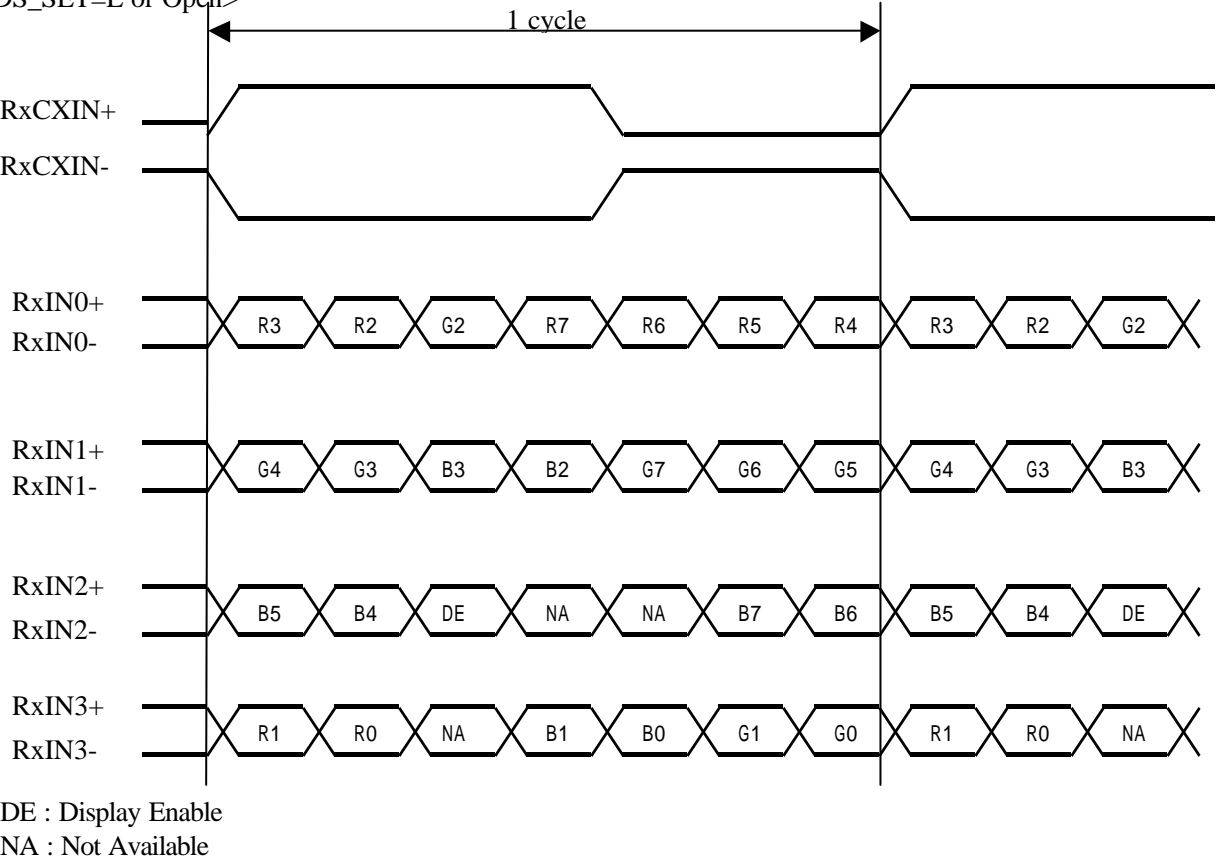 DS_SET=L or Open>
1 cycle
RxCXIN+
RxCXIN-
RxIN0+
R3 R2 G2 R7 R6 R5 R4 R3 R2 G2
RxIN0-
RxIN1+
G4 G3 B3 B2 G7 G6 G5 G4 G3 B3
RxIN1-
RxIN2+
B5 B4 DE NA NA B7 B6 B5 B4 DE
RxIN2-
RxIN3+
R1 R0 NA B1 B0 G1 G0 R1 R0 NA
RxIN3-
DE : Display Enable
NA : Not Available